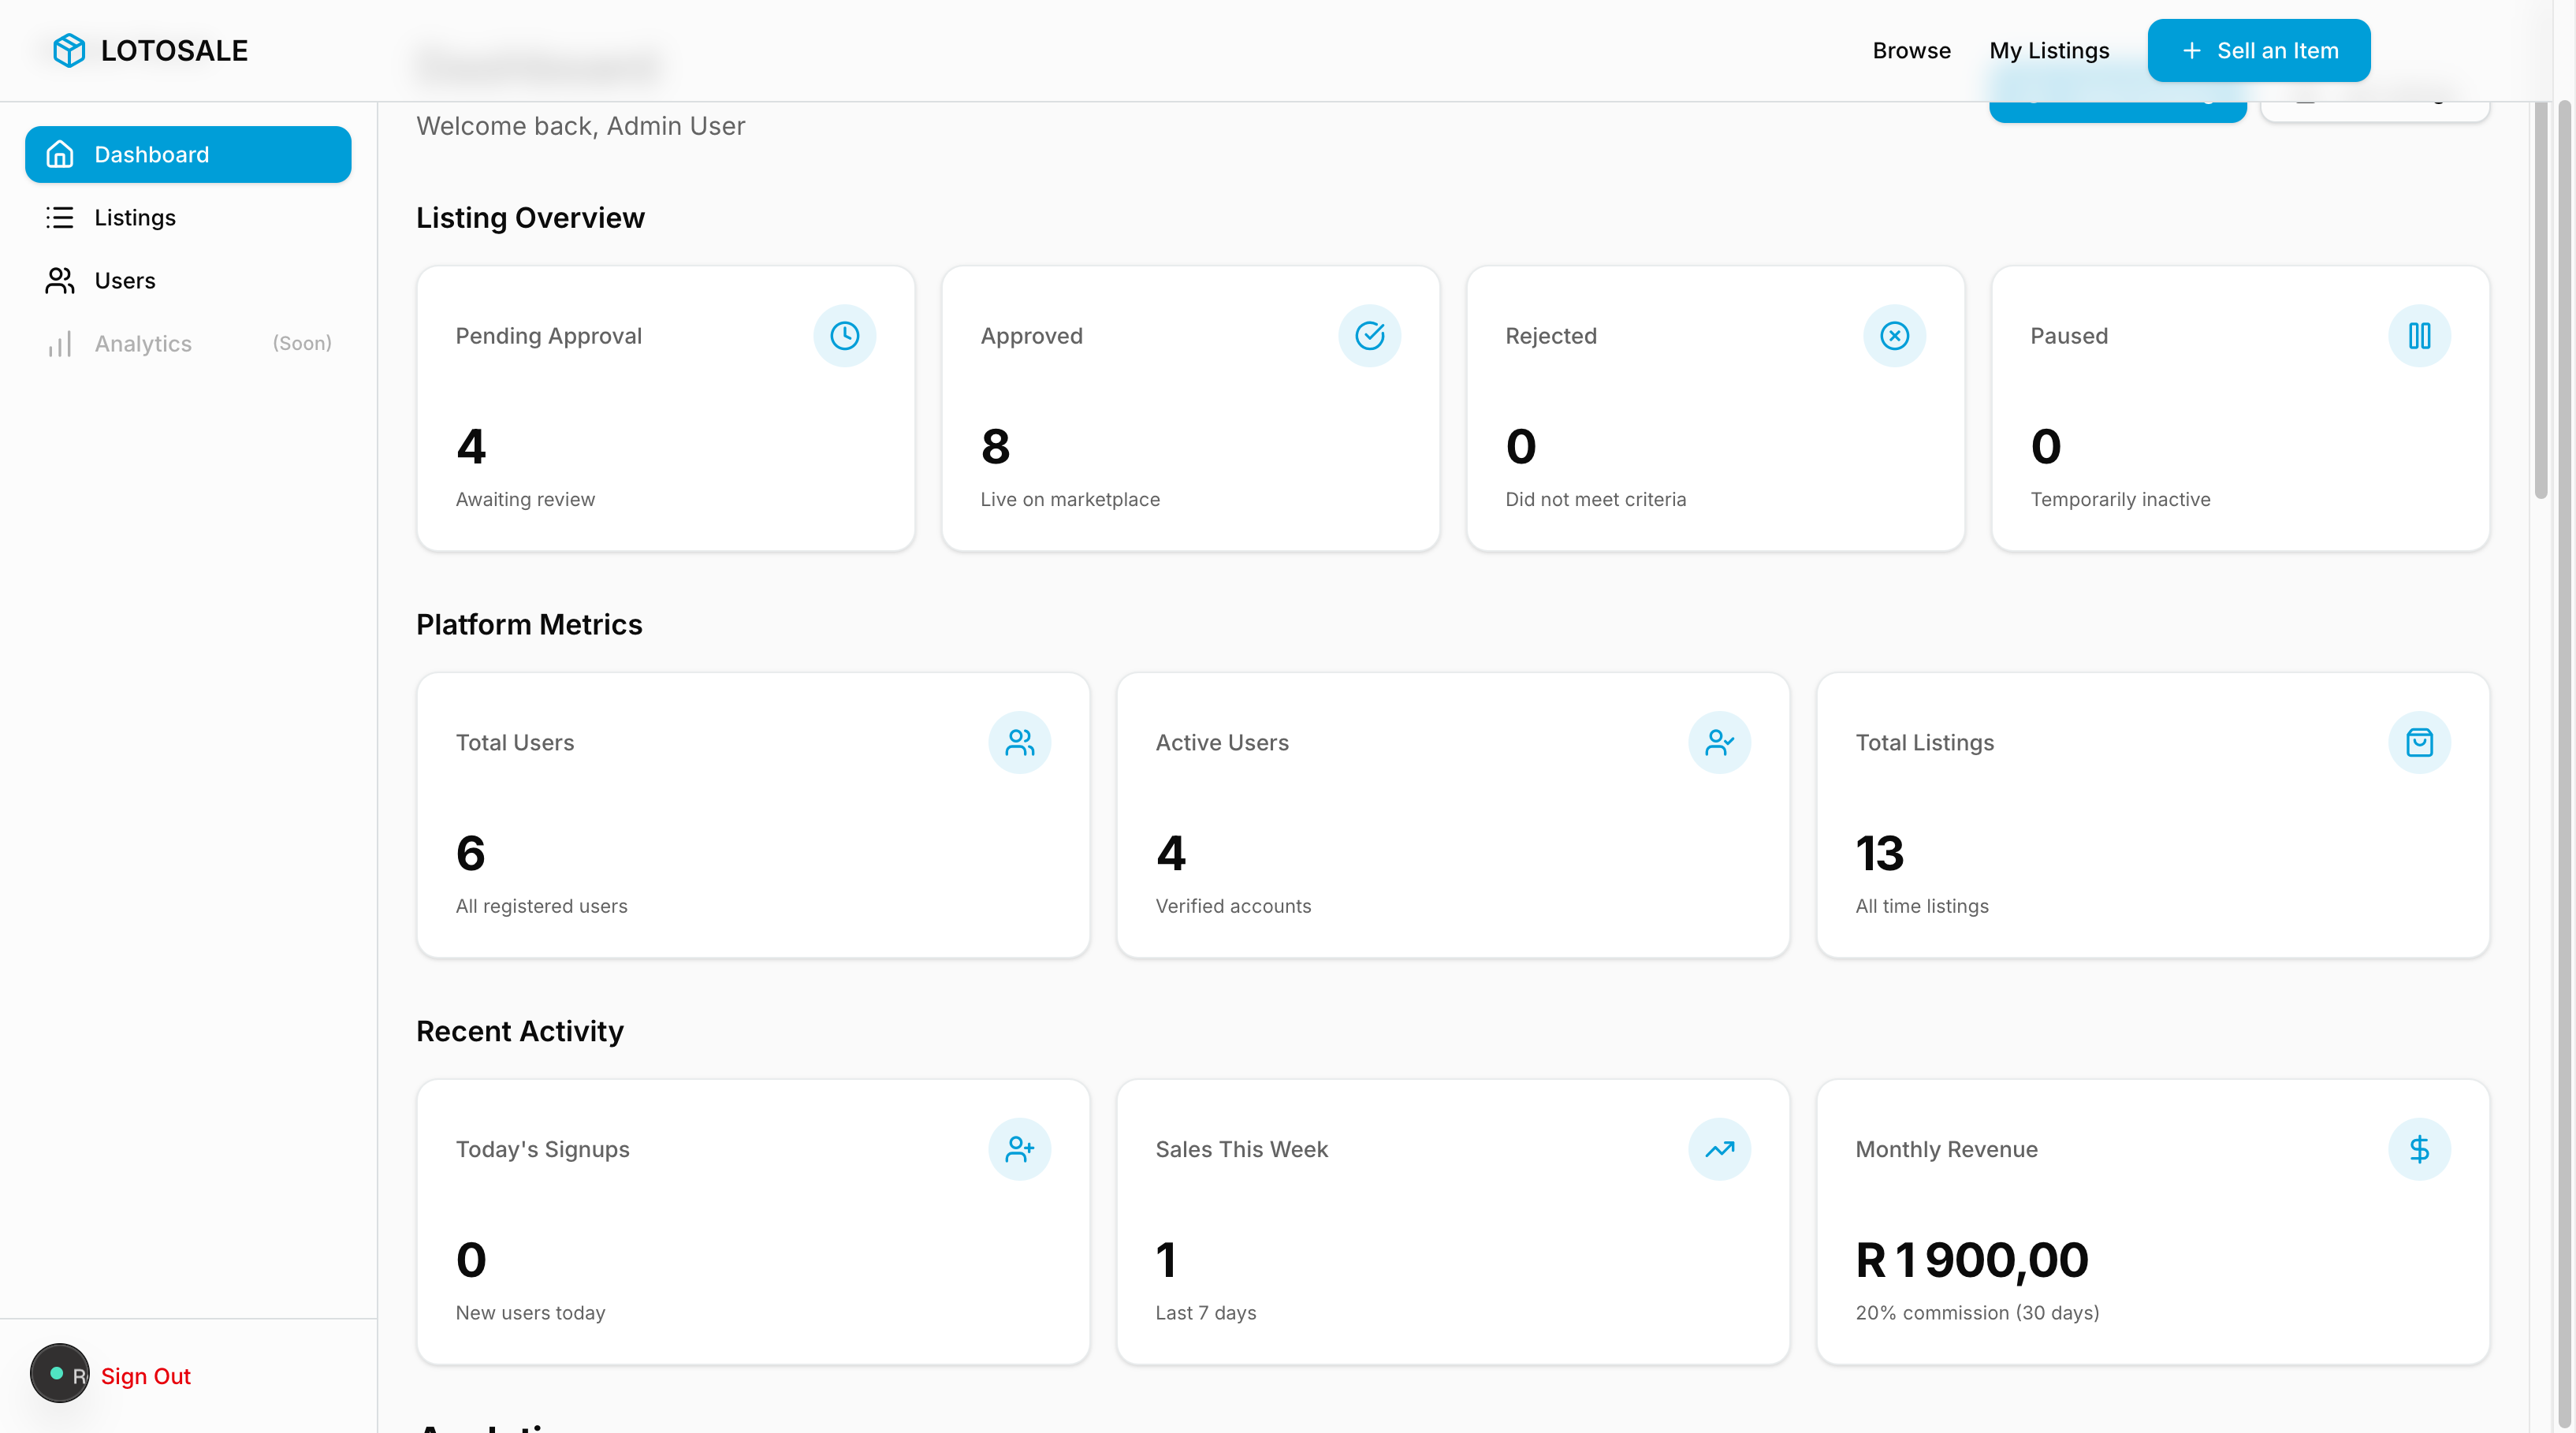 LOTOSALE
Browse
My Listings
+ Sell an Item
Dashboard
Listings
Users
Analytics (Soon)
Sign Out
Welcome back, Admin User
Listing Overview
Pending Approval
4
Awaiting review
Approved
8
Live on marketplace
Rejected
0
Did not meet criteria
Paused
0
Temporarily inactive
Platform Metrics
Total Users
6
All registered users
Active Users
4
Verified accounts
Total Listings
13
All time listings
Recent Activity
Today's Signups
0
New users today
Sales This Week
1
Last 7 days
Monthly Revenue
R 1 900,00
20% commission (30 days)